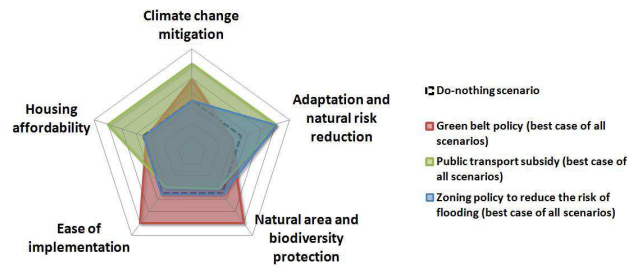 Climate change
mitigation
Adaptation and
natural risk
reduction
Housing
affordability
Ease of
implementation
Natural area and
biodiversity
protection
Do-nothing scenario
Green belt policy (best case of all
scenarios)
Public transport subsidy (best case of
all scenarios)
Zoning policy to reduce the risk of
flooding (best case of all scenarios)